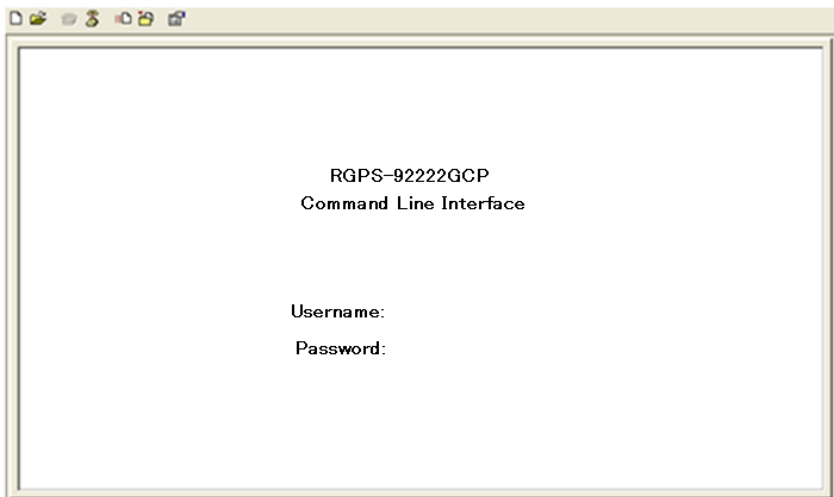 RGPS-92222GCP
Command Line Interface
Username:
Password: